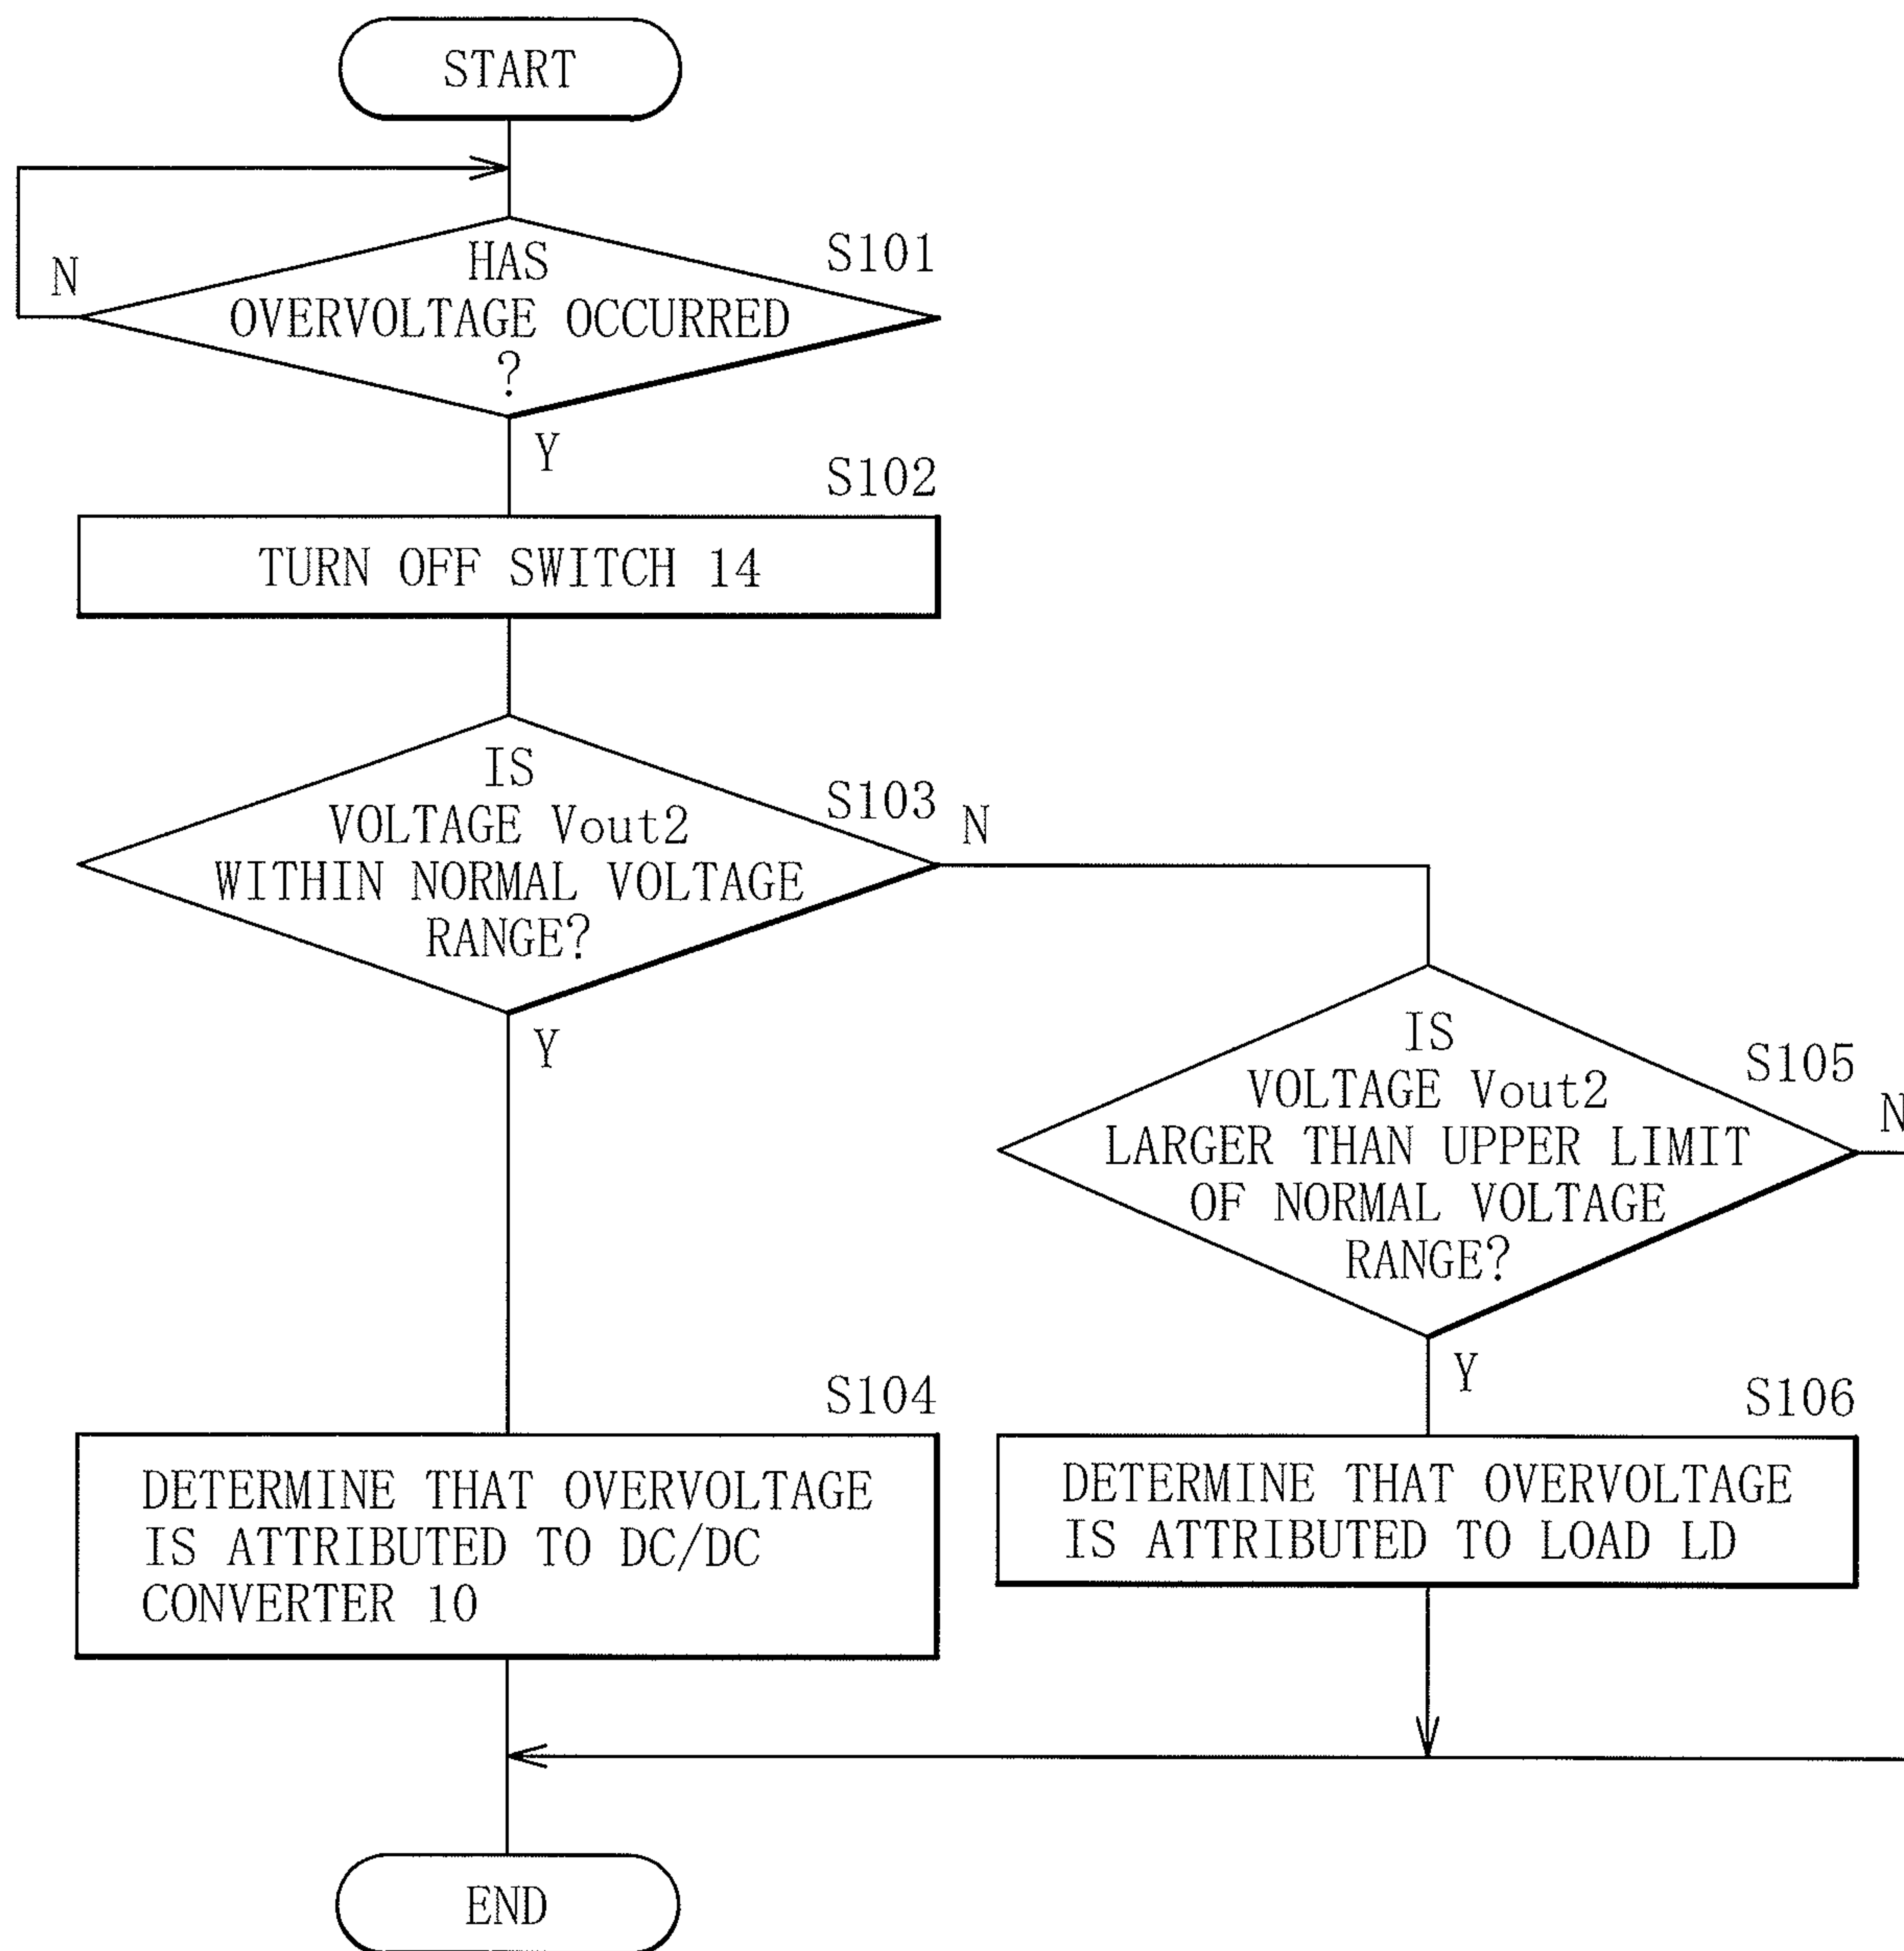 START
N
HAS
OVERVOLTAGE OCCURRED
?
S101
Y
S102
TURN OFF SWITCH 14
IS
VOLTAGE Vout2
WITHIN NORMAL VOLTAGE
RANGE?
S103
N
Y
IS
VOLTAGE Vout2
LARGER THAN UPPER LIMIT
OF NORMAL VOLTAGE
RANGE?
S105
N
Y
S104
DETERMINE THAT OVERVOLTAGE
IS ATTRIBUTED TO DC/DC
CONVERTER 10
S106
DETERMINE THAT OVERVOLTAGE
IS ATTRIBUTED TO LOAD LD
END